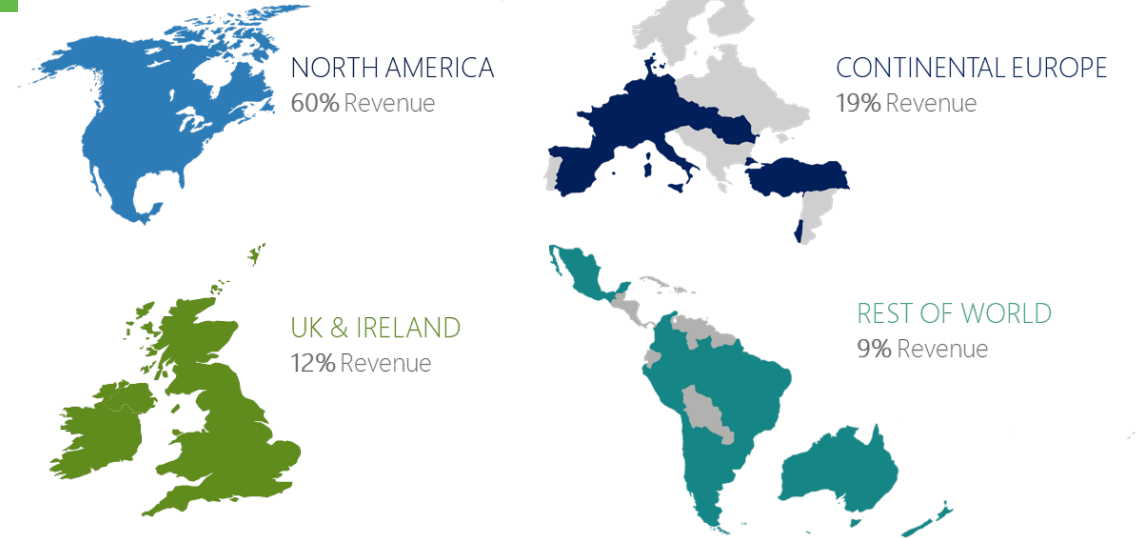 NORTH AMERICA
60% Revenue
CONTINENTAL EUROPE
19% Revenue
UK & IRELAND
12% Revenue
REST OF WORLD
9% Revenue